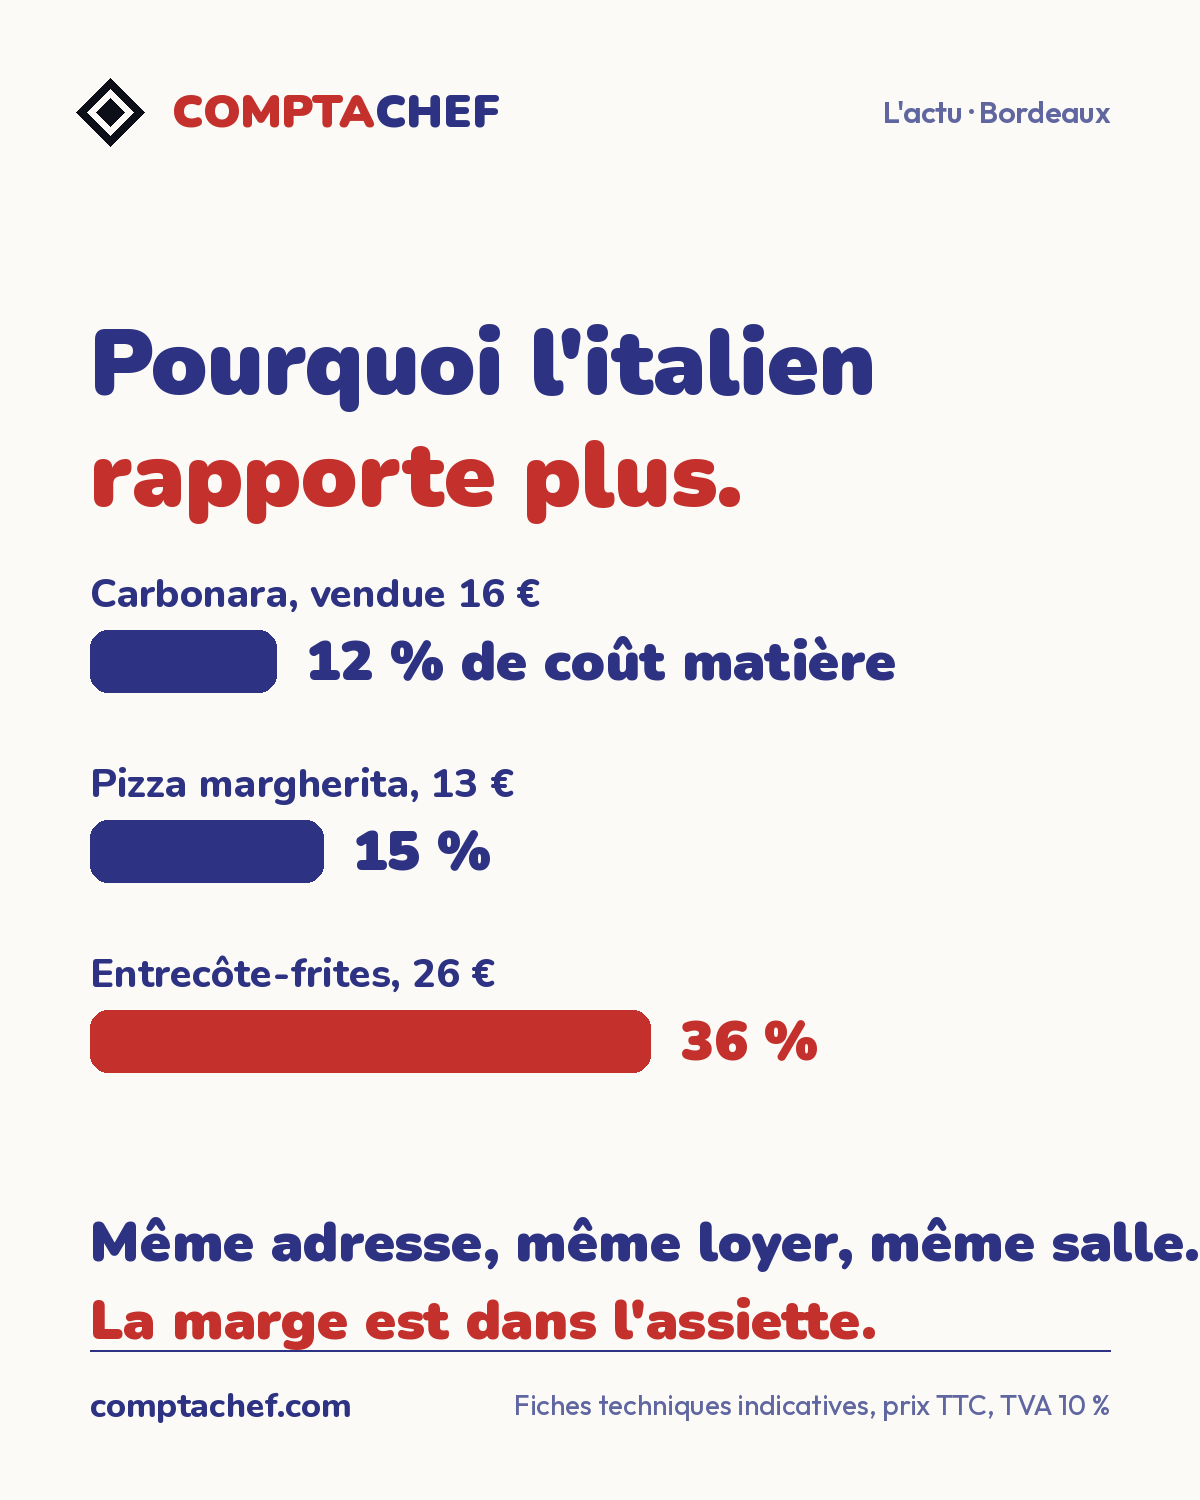 COMPTACHEF
L'actu · Bordeaux
Pourquoi l'italien
rapporte plus.
Carbonara, vendue 16 €
12 % de coût matière
Pizza margherita, 13 €
15 %
Entrecôte-frites, 26 €
36 %
Même adresse, même loyer, même salle.
La marge est dans l'assiette.
comptachef.com
Fiches techniques indicatives, prix TTC, TVA 10 %